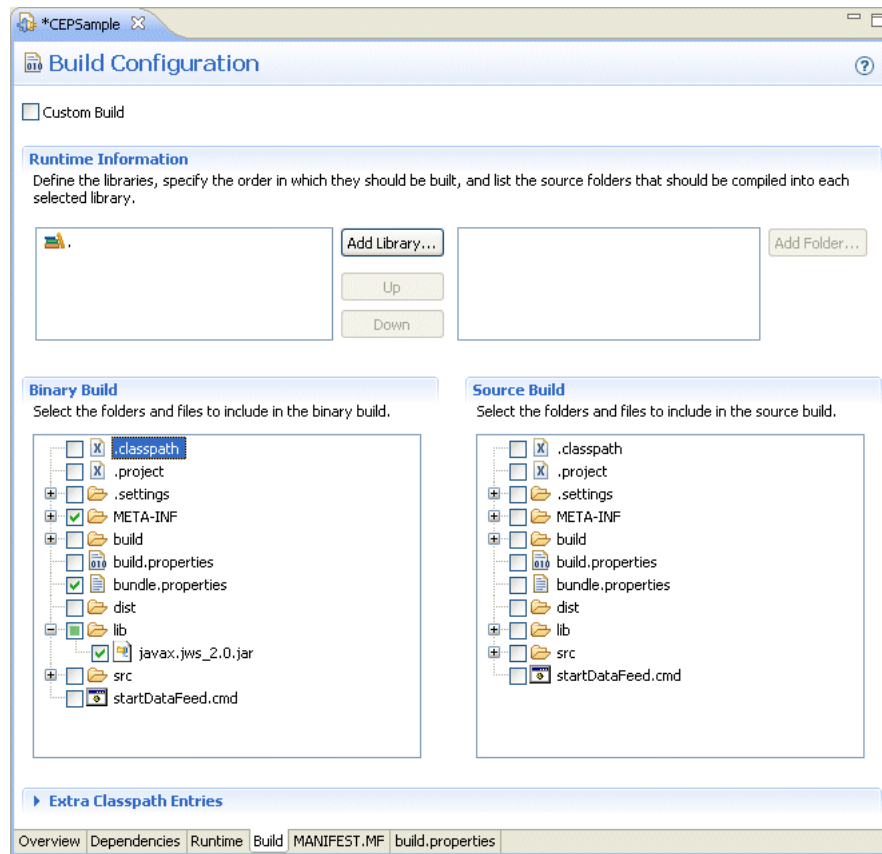 *CEPSample
Build Configuration
Custom Build
Runtime Information
Define the libraries, specify the order in which they should be built, and list the source folders that should be compiled into each
selected library.
.
Add Library...
Add Folder...
Up
Down
Binary Build
Select the folders and files to include in the binary build.
.classpath
.project
.settings
META-INF
build
build.properties
bundle.properties
dist
lib
javax.jws_2.0.jar
src
startDataFeed.cmd
Source Build
Select the folders and files to include in the source build.
.classpath
.project
.settings
META-INF
build
build.properties
bundle.properties
dist
lib
src
startDataFeed.cmd
Extra Classpath Entries
Overview Dependencies Runtime Build MANIFEST.MF build.properties